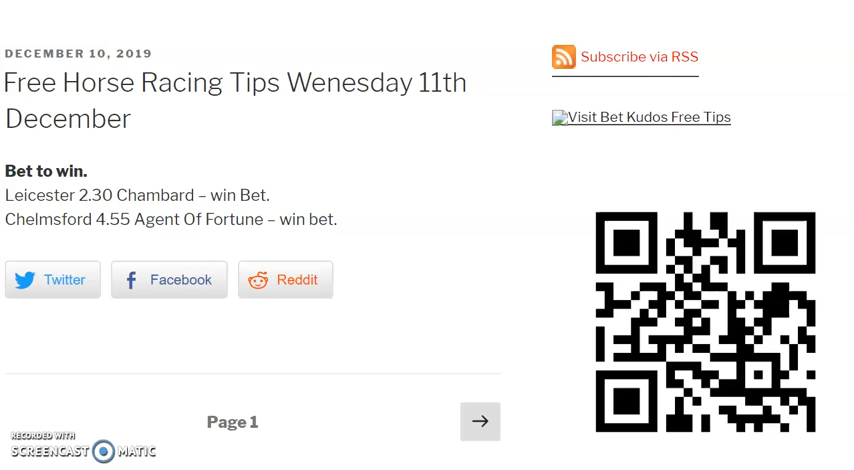 DECEMBER 10, 2019
Free Horse Racing Tips Wenesday 11th
December
Bet to win.
Leicester 2.30 Chambard – win Bet.
Chelmsford 4.55 Agent Of Fortune – win bet.
Twitter Facebook Reddit
Page 1
Subscribe via RSS
Visit Bet Kudos Free Tips
RECORDED WITH
SCREENCAST MATIC